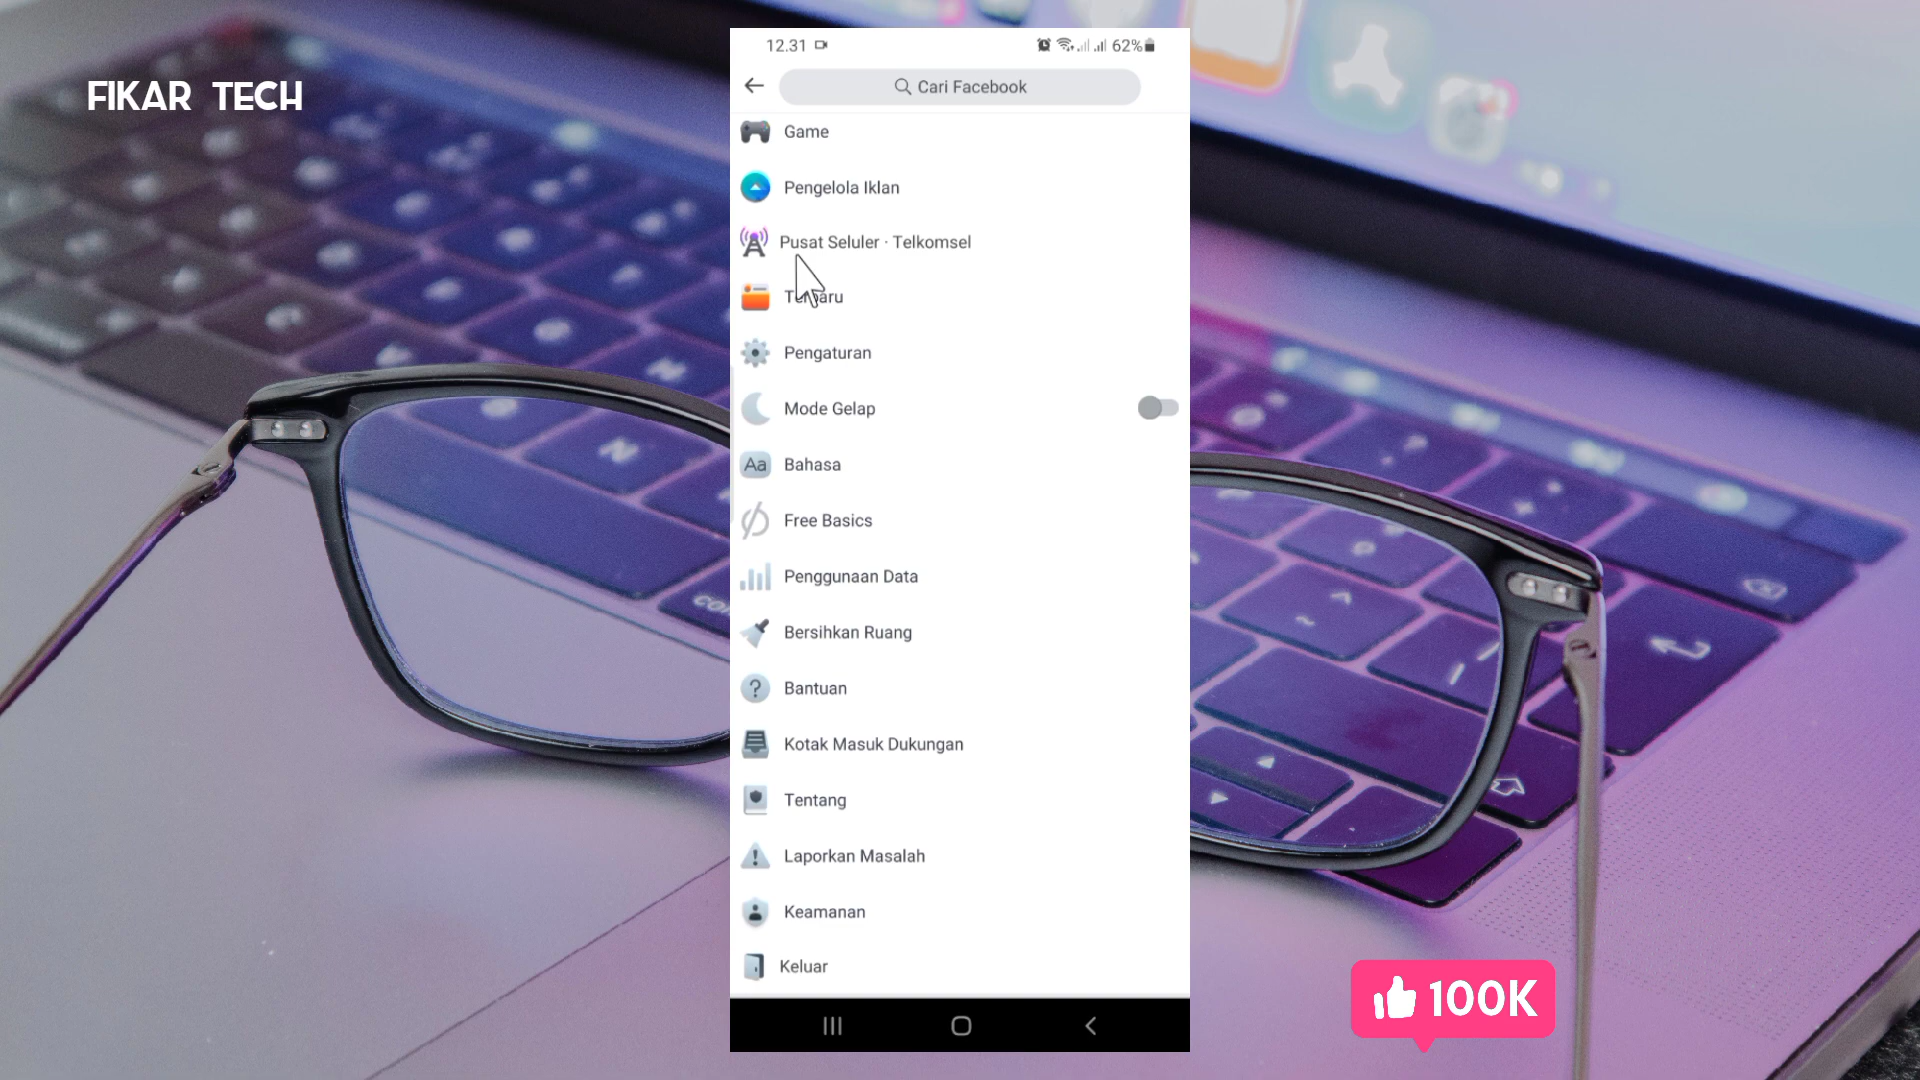 FIKAR TECH
12.31
62%
Cari Facebook
Game
Pengelola Iklan
Pusat Seluler · Telkomsel
Terbaru
Pengaturan
Mode Gelap
Aa Bahasa
Free Basics
Penggunaan Data
Bersihkan Ruang
? Bantuan
Kotak Masuk Dukungan
Tentang
! Laporkan Masalah
Keamanan
Keluar
100K